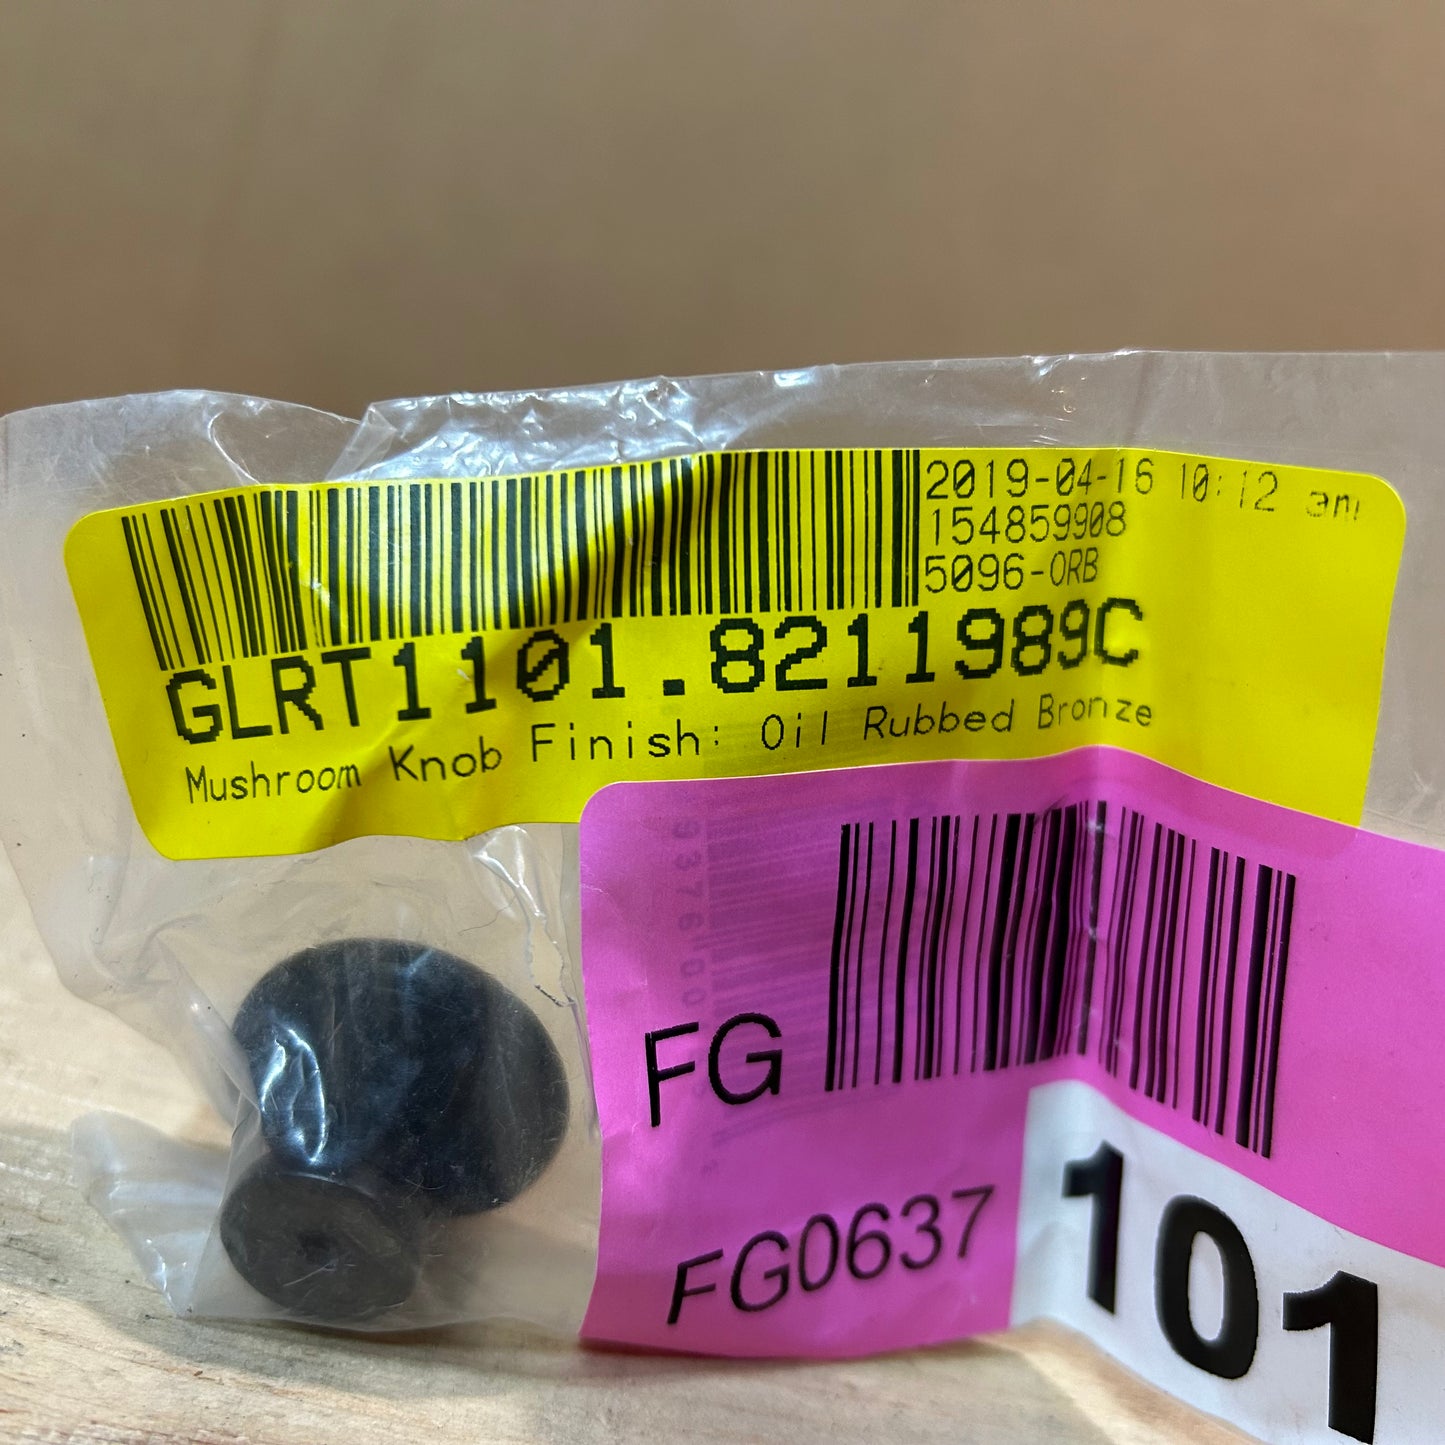 2019-04-16 10:12 am
154859908
5096-ORB
GLRT1101.8211989C
Mushroom Knob Finish: Oil Rubbed Bronze
FG
FG0637
101